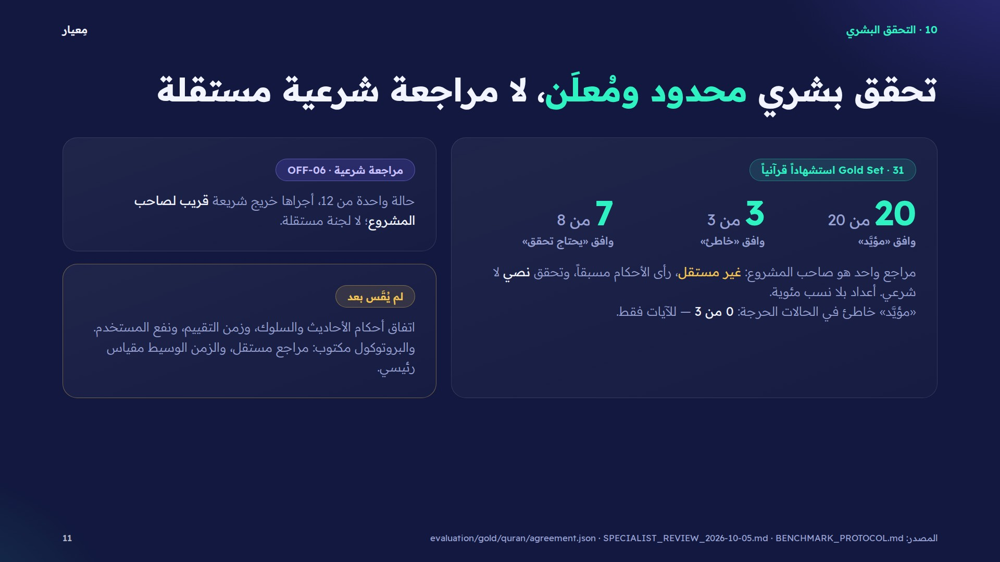 10 · التحقق البشري
مِعيار
تحقق بشري محدود ومُعلَن، لا مراجعة شرعية مستقلة
Gold Set · 31 استشهاداً قرآنياً
20 من 20
وافق «مؤيَّد»
3 من 3
وافق «خاطئ»
7 من 8
وافق «يحتاج تحقق»
مراجع واحد هو صاحب المشروع: غير مستقل، رأى الأحكام مسبقاً، وتحقق نصي لا
شرعي. أعداد بلا نسب مئوية.
«مؤيَّد» خاطئ في الحالات الحرجة: 0 من 3 — للآيات فقط.
مراجعة شرعية · OFF-06
حالة واحدة من 12، أجراها خريج شريعة قريب لصاحب
المشروع؛ لا لجنة مستقلة.
لم يُقَس بعد
اتفاق أحكام الأحاديث والسلوك، وزمن التقييم، ونفع المستخدم.
والبروتوكول مكتوب: مراجع مستقل، والزمن الوسيط مقياس
رئيسي.
المصدر: evaluation/gold/quran/agreement.json · SPECIALIST_REVIEW_2026-10-05.md · BENCHMARK_PROTOCOL.md
11